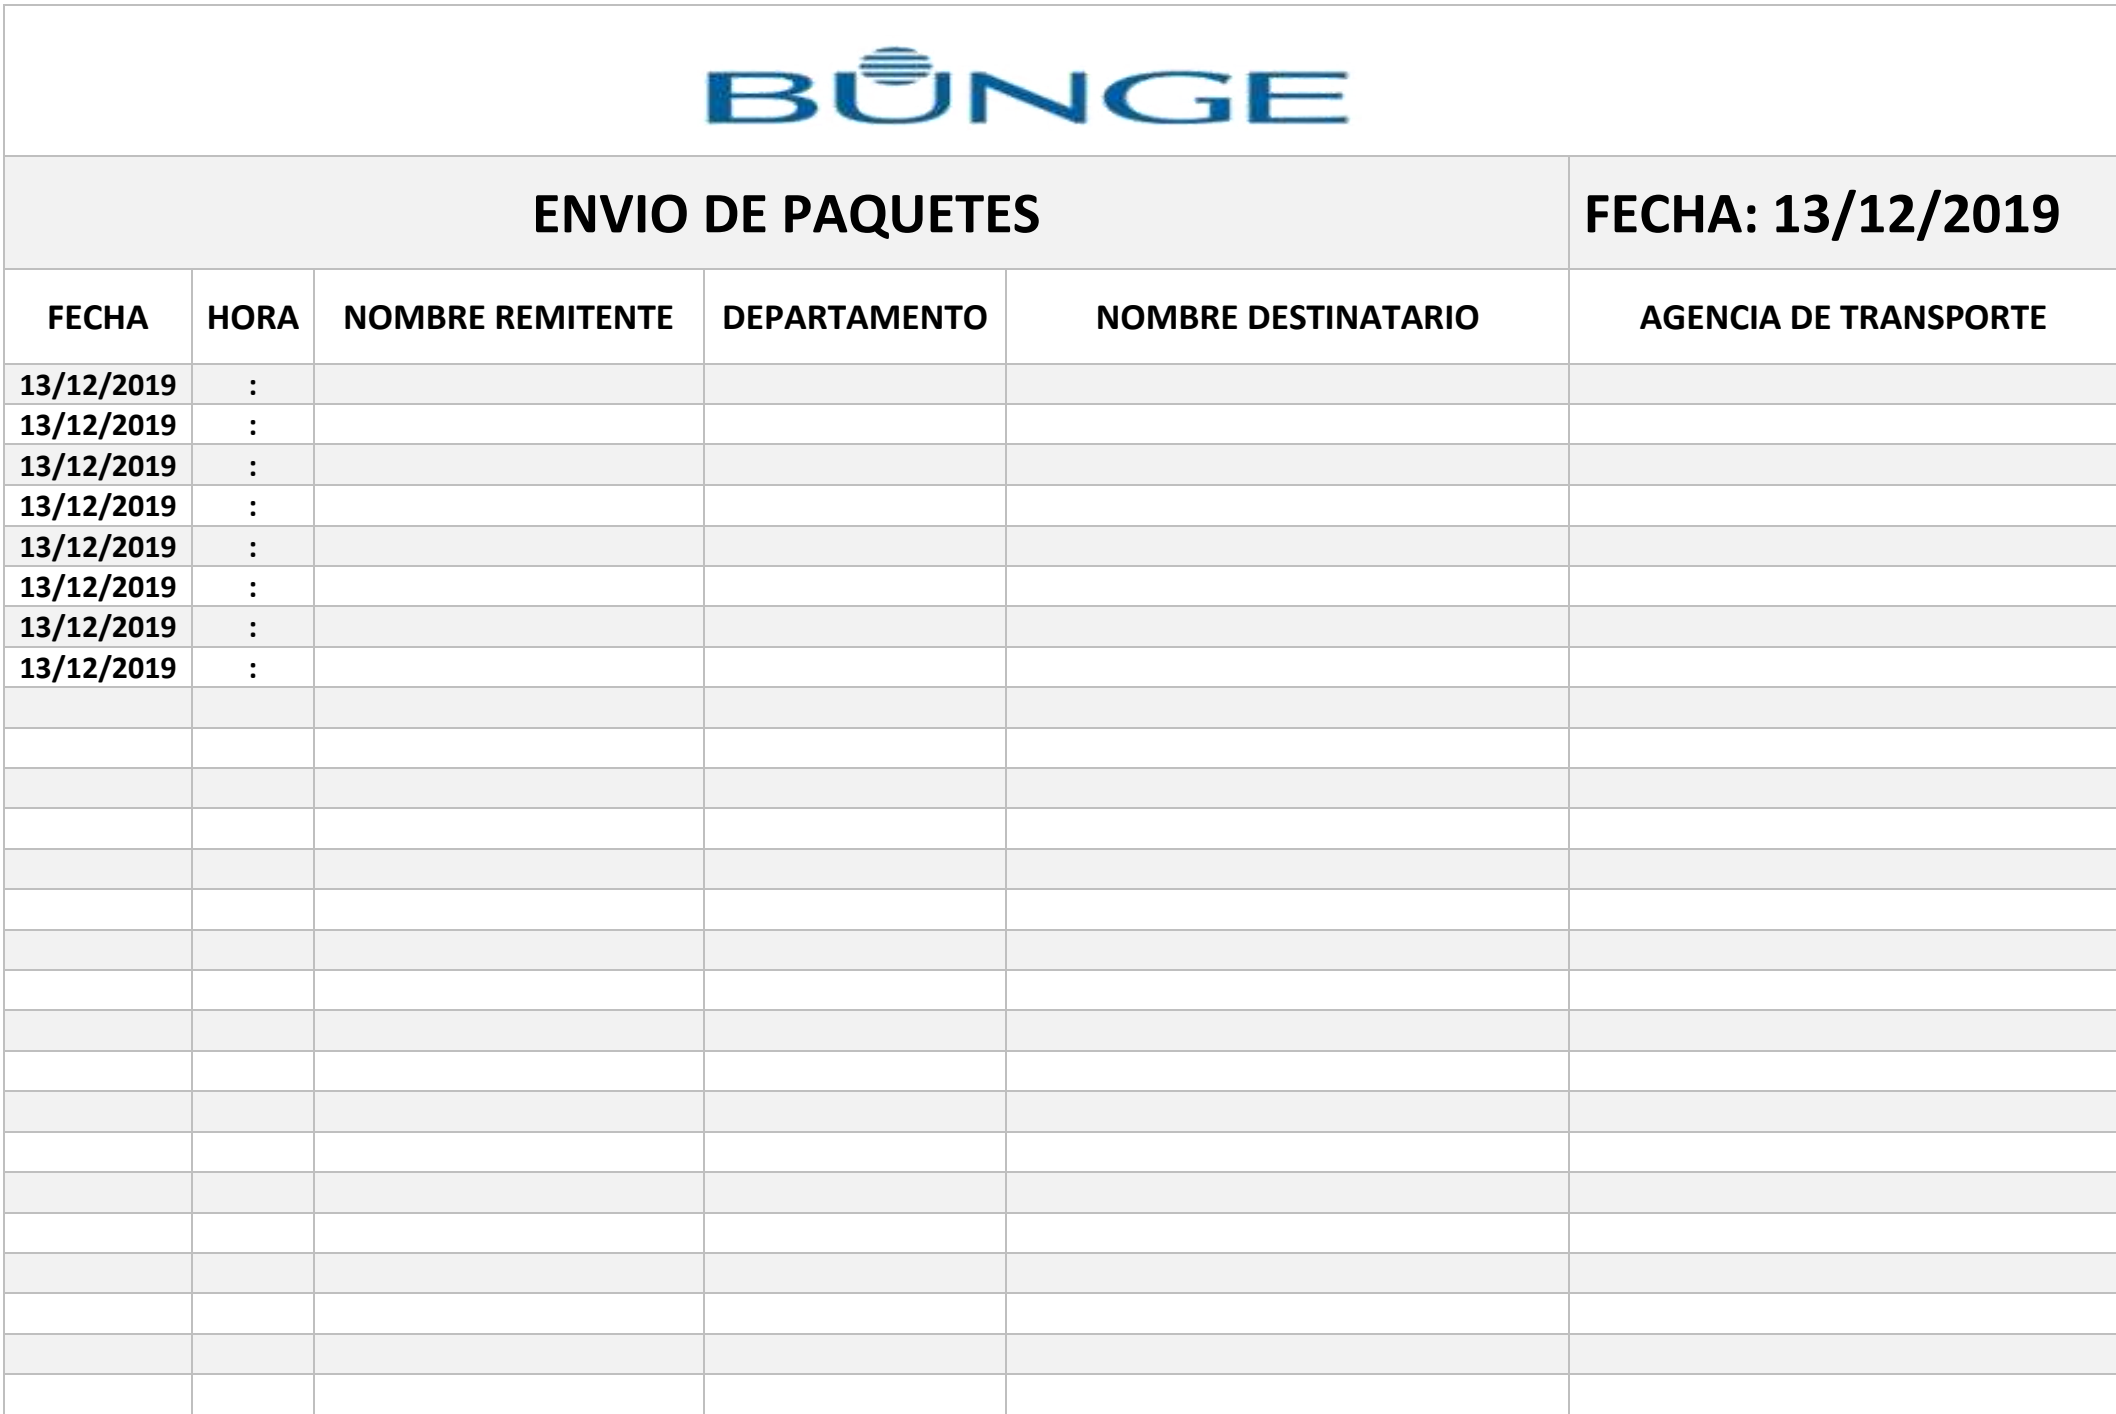 BUNGE
ENVIO DE PAQUETES FECHA: 13/12/2019
FECHA HORA NOMBRE REMITENTE DEPARTAMENTO NOMBRE DESTINATARIO AGENCIA DE TRANSPORTE
13/12/2019 :
13/12/2019 :
13/12/2019 :
13/12/2019 :
13/12/2019 :
13/12/2019 :
13/12/2019 :
13/12/2019 :